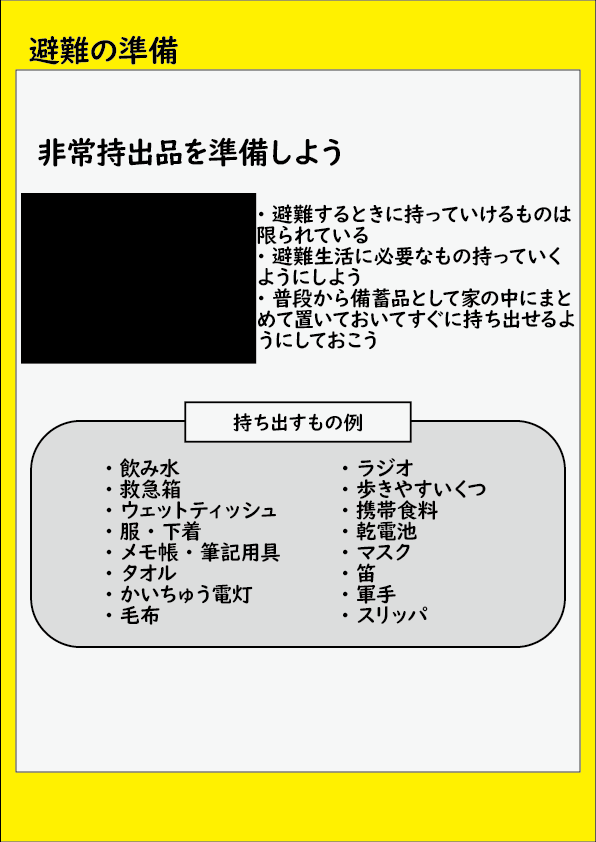 避難の準備
非常持出品を準備しよう
・避難するときに持っていけるものは
限られている
・避難生活に必要なもの持っていく
ようにしよう
・普段から備蓄品として家の中にまと
めて置いておいてすぐに持ち出せるよ
うにしておこう
持ち出すもの例
・飲み水
・救急箱
・ウェットティッシュ
・服・下着
・メモ帳・筆記用具
・タオル
・かいちゅう電灯
・毛布
・ラジオ
・歩きやすいくつ
・携帯食料
・乾電池
・マスク
・笛
・軍手
・スリッパ